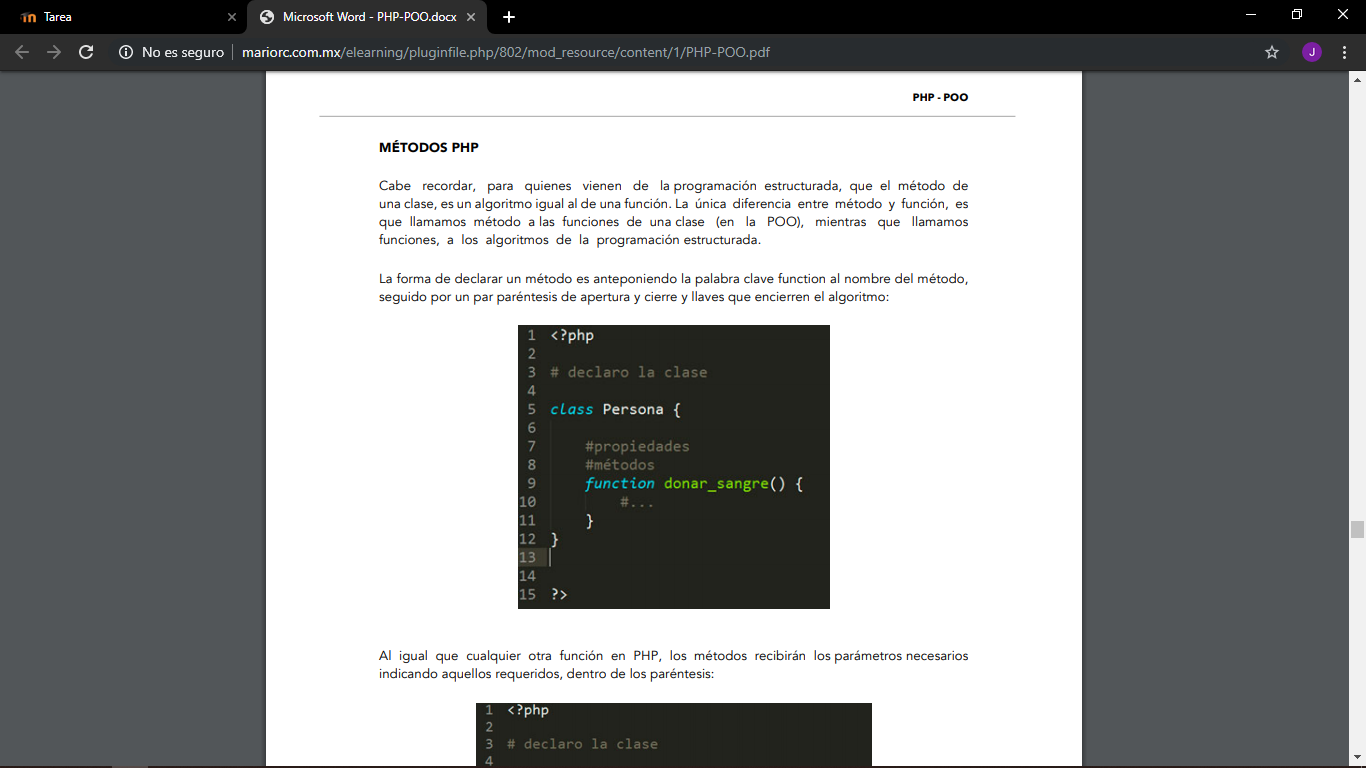 Tarea
Microsoft Word - PHP-POO.docx
No es seguro mariorc.com.mx/elearning/pluginfile.php/802/mod_resource/content/1/PHP-POO.pdf
J
PHP - POO
MÉTODOS PHP
Cabe recordar, para quienes vienen de la programación estructurada, que el método de
una clase, es un algoritmo igual al de una función. La única diferencia entre método y función, es
que llamamos método a las funciones de una clase (en la POO), mientras que llamamos
funciones, a los algoritmos de la programación estructurada.
La forma de declarar un método es anteponiendo la palabra clave function al nombre del método,
seguido por un par paréntesis de apertura y cierre y llaves que encierren el algoritmo:
1 <?php
2
3 # declaro la clase
4
5 class Persona {
6
7 #propiedades
8 #métodos
9 function donar_sangre() {
10 #...
11 }
12 }
13
14
15 ?>
Al igual que cualquier otra función en PHP, los métodos recibirán los parámetros necesarios
indicando aquellos requeridos, dentro de los paréntesis:
1 <?php
2
3 # declaro la clase
4